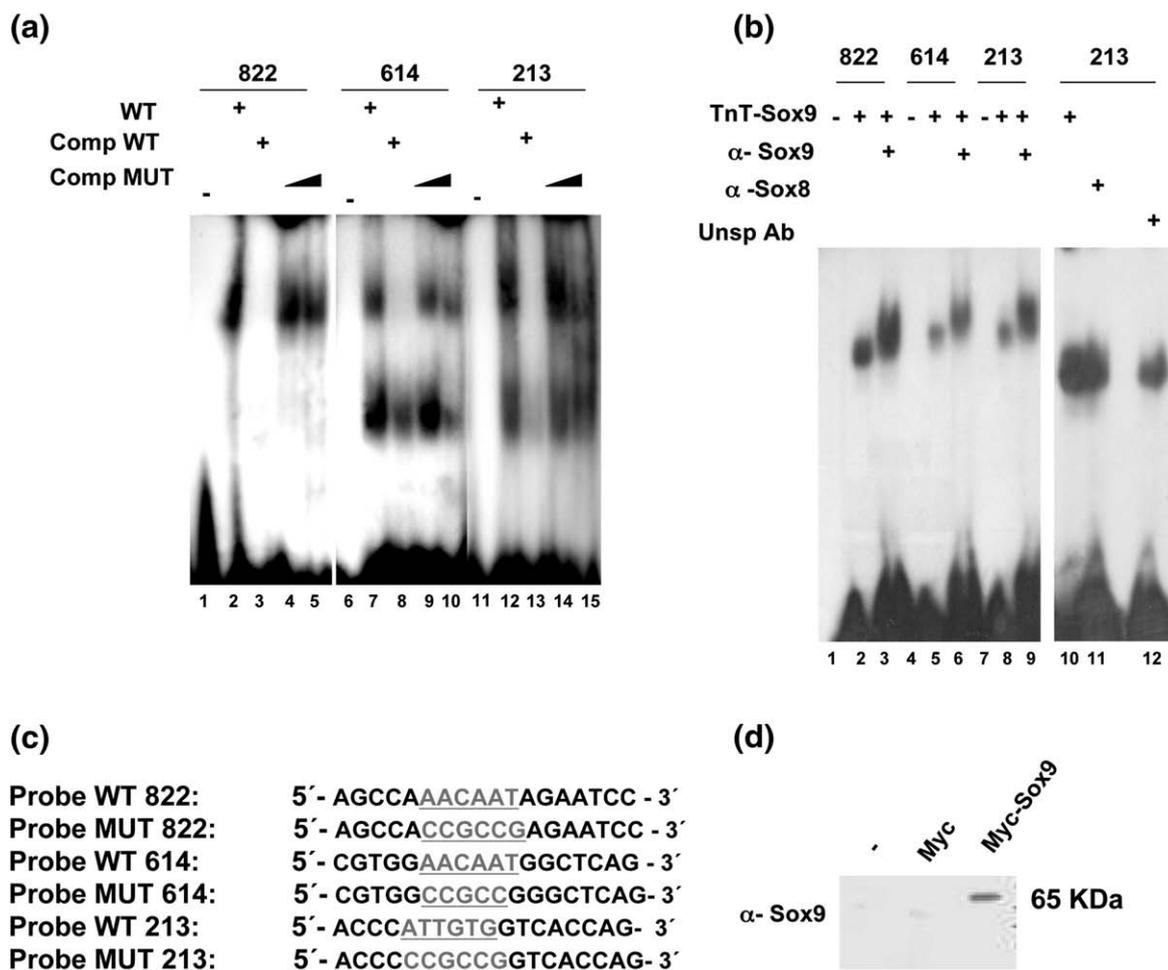 (a)
822 614 213
WT + + +
Comp WT + + +
Comp MUT
- - -
1 2 3 4 5 6 7 8 9 10 11 12 13 14 15
(b)
822 614 213 213
TnT-Sox9 - + + - + + - + + +
α- Sox9 + + +
α -Sox8 +
Unsp Ab +
1 2 3 4 5 6 7 8 9 10 11 12
(c)
Probe WT 822: 5´- AGCCAAACAATAGAATCC - 3´
Probe MUT 822: 5´- AGCCACCGCCGAGAATCC - 3´
Probe WT 614: 5´- CGTGGAACAATGGCTCAG - 3´
Probe MUT 614: 5´- CGTGGCCGCCGGGCTCAG - 3´
Probe WT 213: 5´- ACCCATTGTGGGTCACCAG- 3´
Probe MUT 213: 5´- ACCCCCGCCGGTCACCAG- 3´
(d)
- Myc Myc-Sox9
α- Sox9 65 KDa